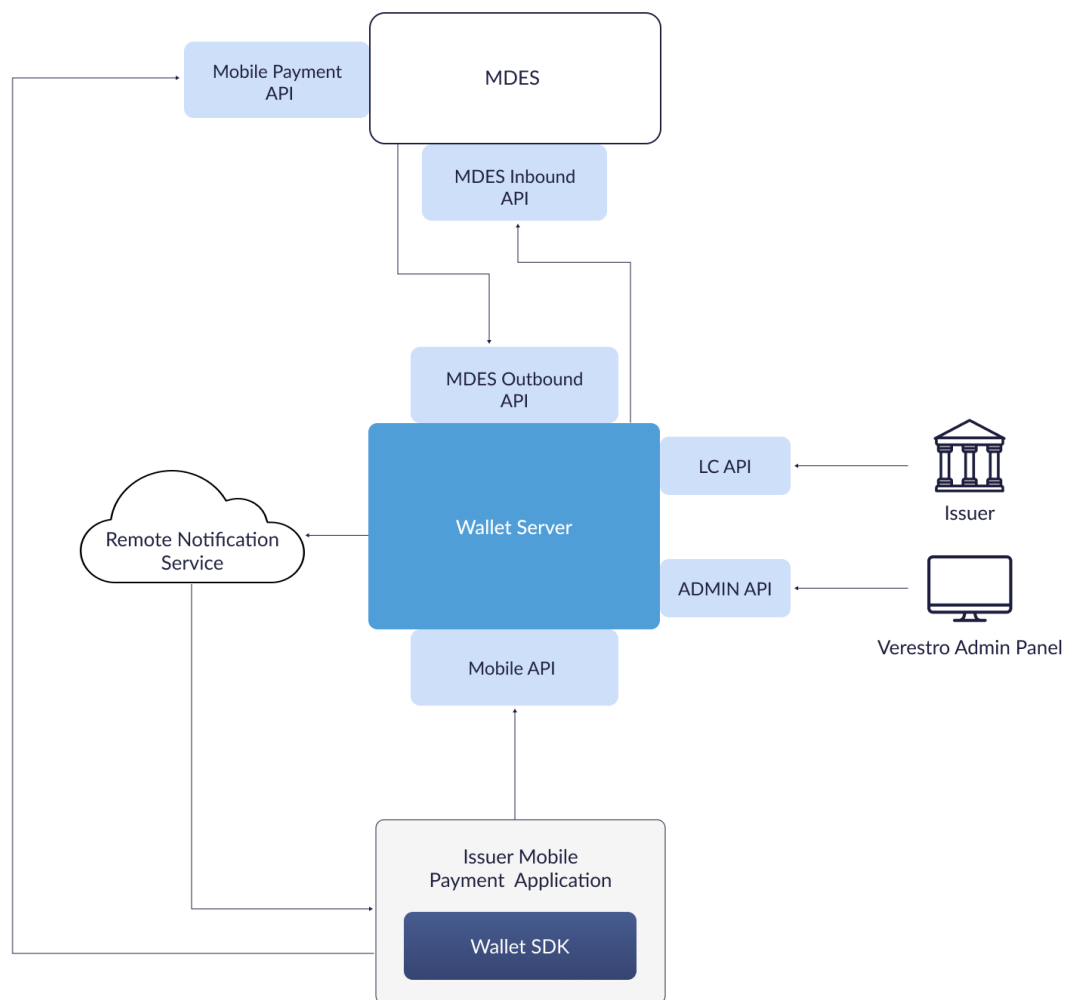 Mobile Payment
API
MDES
MDES Inbound
API
MDES Outbound
API
LC API
Issuer
Wallet Server
Remote Notification
Service
ADMIN API
Verestro Admin Panel
Mobile API
Issuer Mobile
Payment Application
Wallet SDK